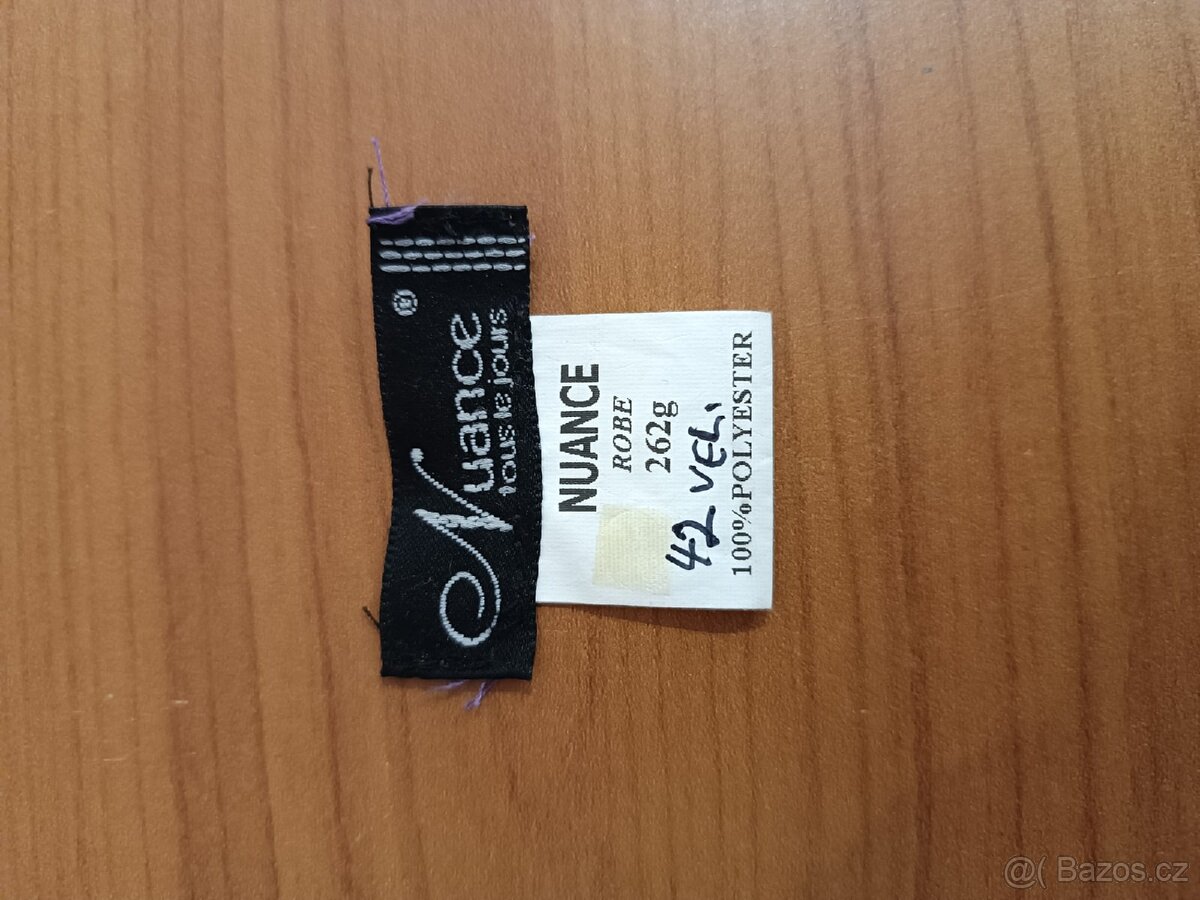 Nuance
tous le jours
®
NUANCE
ROBE
262g
42 VEL.
100%POLYESTER
@( Bazos.cz